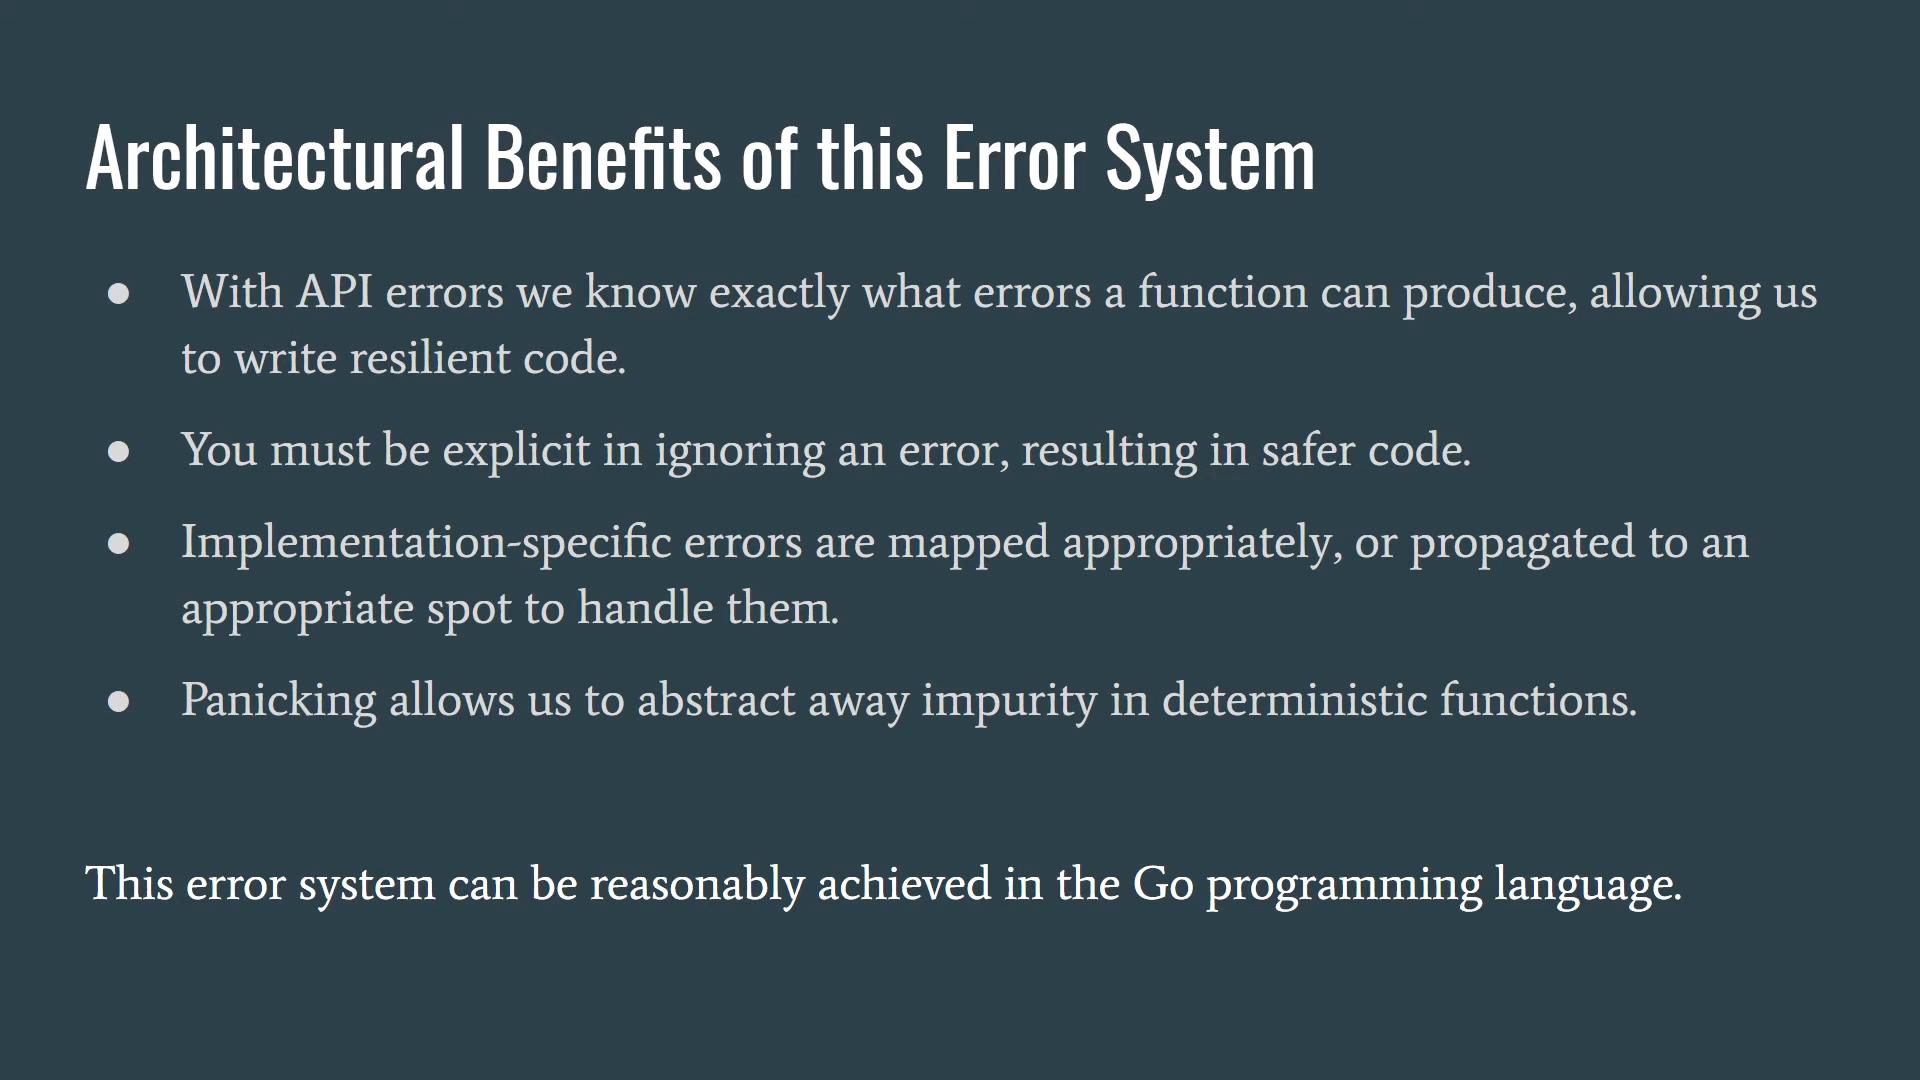 Architectural Benefits of this Error System
● With API errors we know exactly what errors a function can produce, allowing us
to write resilient code.
● You must be explicit in ignoring an error, resulting in safer code.
● Implementation-specific errors are mapped appropriately, or propagated to an
appropriate spot to handle them.
● Panicking allows us to abstract away impurity in deterministic functions.
This error system can be reasonably achieved in the Go programming language.